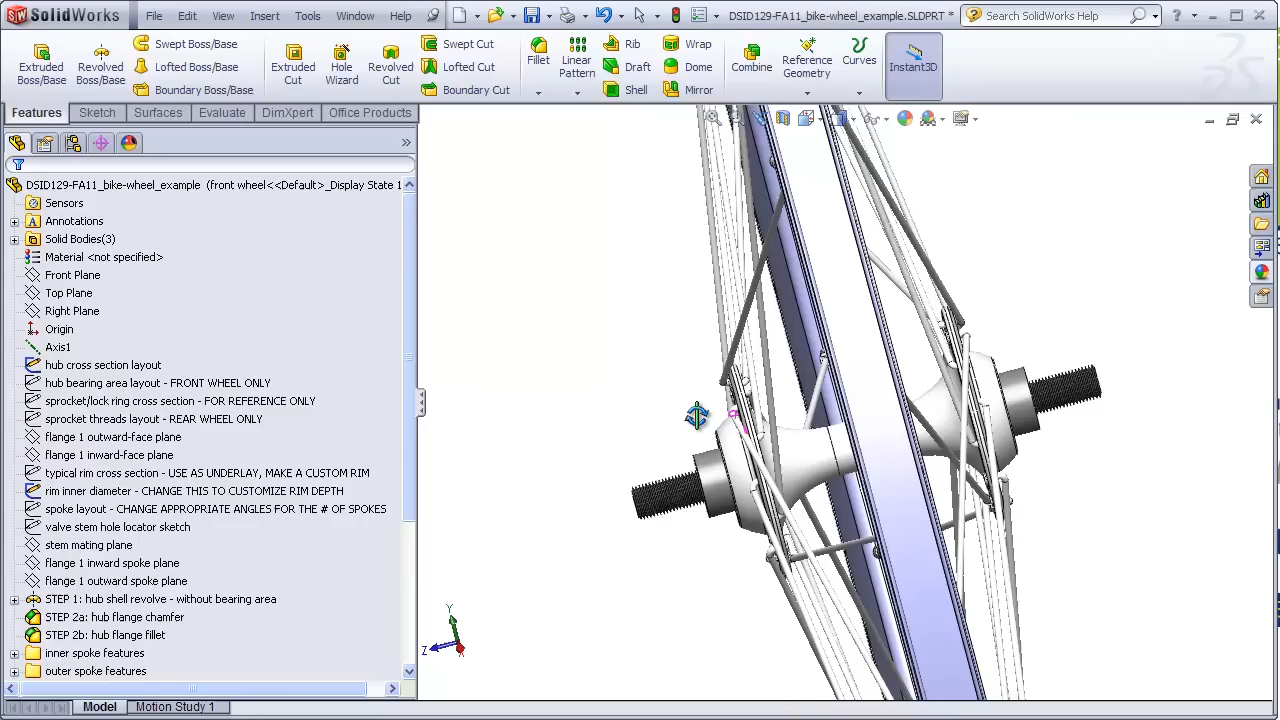 SolidWorks File Edit View Insert Tools Window Help DSID129-FA11_bike-wheel_example.SLDPRT * Search SolidWorks Help
Extruded Boss/Base
Revolved Boss/Base
Swept Boss/Base
Lofted Boss/Base
Boundary Boss/Base
Extruded Cut
Hole Wizard
Revolved Cut
Swept Cut
Lofted Cut
Boundary Cut
Fillet
Linear Pattern
Rib
Draft
Shell
Wrap
Dome
Mirror
Combine
Reference Geometry
Curves
Instant3D
Features Sketch Surfaces Evaluate DimXpert Office Products
DSID129-FA11_bike-wheel_example (front wheel<<Default>_Display State 1
Sensors
Annotations
Solid Bodies(3)
Material <not specified>
Front Plane
Top Plane
Right Plane
Origin
Axis1
hub cross section layout
hub bearing area layout - FRONT WHEEL ONLY
sprocket/lock ring cross section - FOR REFERENCE ONLY
sprocket threads layout - REAR WHEEL ONLY
flange 1 outward-face plane
flange 1 inward-face plane
typical rim cross section - USE AS UNDERLAY, MAKE A CUSTOM RIM
rim inner diameter - CHANGE THIS TO CUSTOMIZE RIM DEPTH
spoke layout - CHANGE APPROPRIATE ANGLES FOR THE # OF SPOKES
valve stem hole locator sketch
stem mating plane
flange 1 inward spoke plane
flange 1 outward spoke plane
STEP 1: hub shell revolve - without bearing area
STEP 2a: hub flange chamfer
STEP 2b: hub flange fillet
inner spoke features
outer spoke features
Y
Z
X
Model Motion Study 1